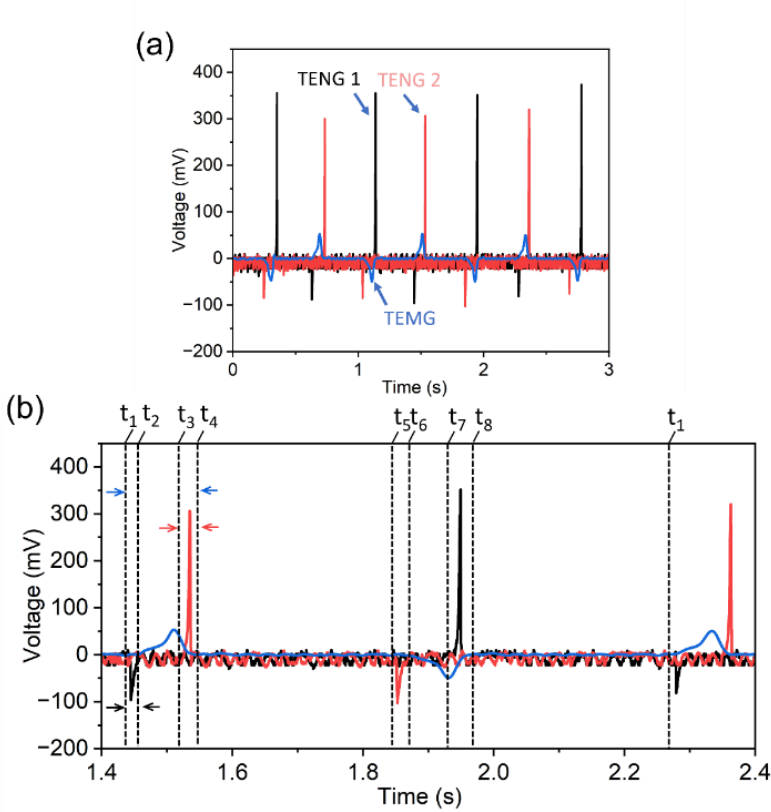 (a)
400
300
200
100
0
−100
−200
Voltage (mV)
TENG 1
TENG 2
TEMG
0
1
2
3
Time (s)
(b)
t1
t2
t3
t4
t5
t6
t7
t8
t1
400
300
200
100
0
−100
−200
Voltage (mV)
1.4
1.6
1.8
2.0
2.2
2.4
Time (s)